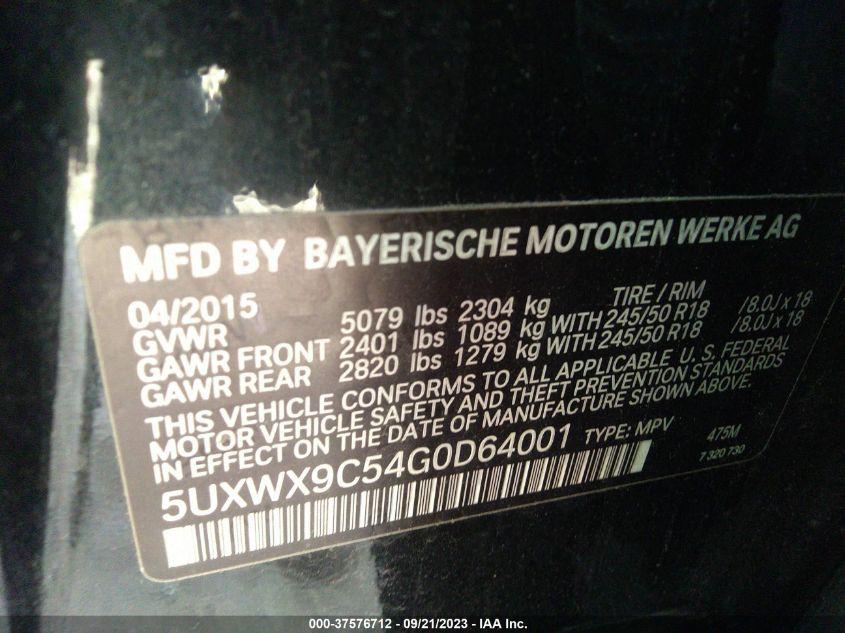 MFD BY BAYERISCHE MOTOREN WERKE AG
04/2015 TIRE / RIM
GVWR 5079 lbs 2304 kg
GAWR FRONT 2401 lbs 1089 kg WITH 245/50 R18 /8.0J x 18
GAWR REAR 2820 lbs 1279 kg WITH 245/50 R18 /8.0J x 18
THIS VEHICLE CONFORMS TO ALL APPLICABLE U. S. FEDERAL
MOTOR VEHICLE SAFETY AND THEFT PREVENTION STANDARDS
IN EFFECT ON THE DATE OF MANUFACTURE SHOWN ABOVE.
5UXWX9C54G0D64001 TYPE: MPV 475M
7 320 730
000-37576712 - 09/21/2023 - IAA Inc.